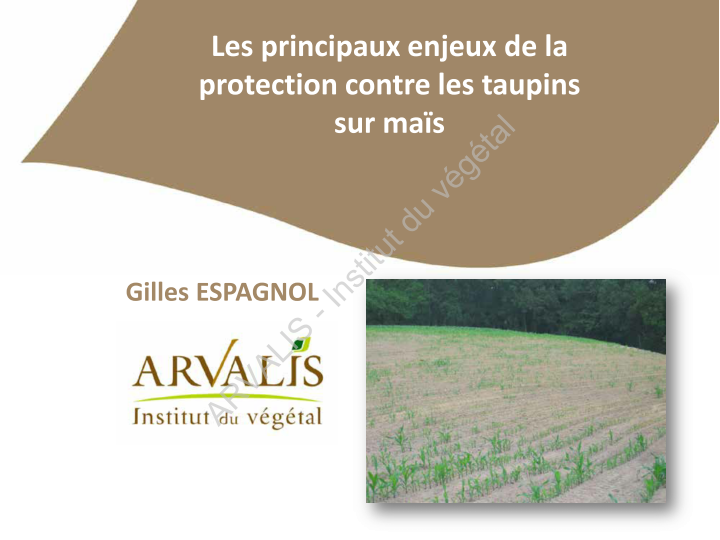 Les principaux enjeux de la
protection contre les taupins
sur maïs
Gilles ESPAGNOL
ARVALIS
Institut du végétal
ARVALIS - Institut du végétal